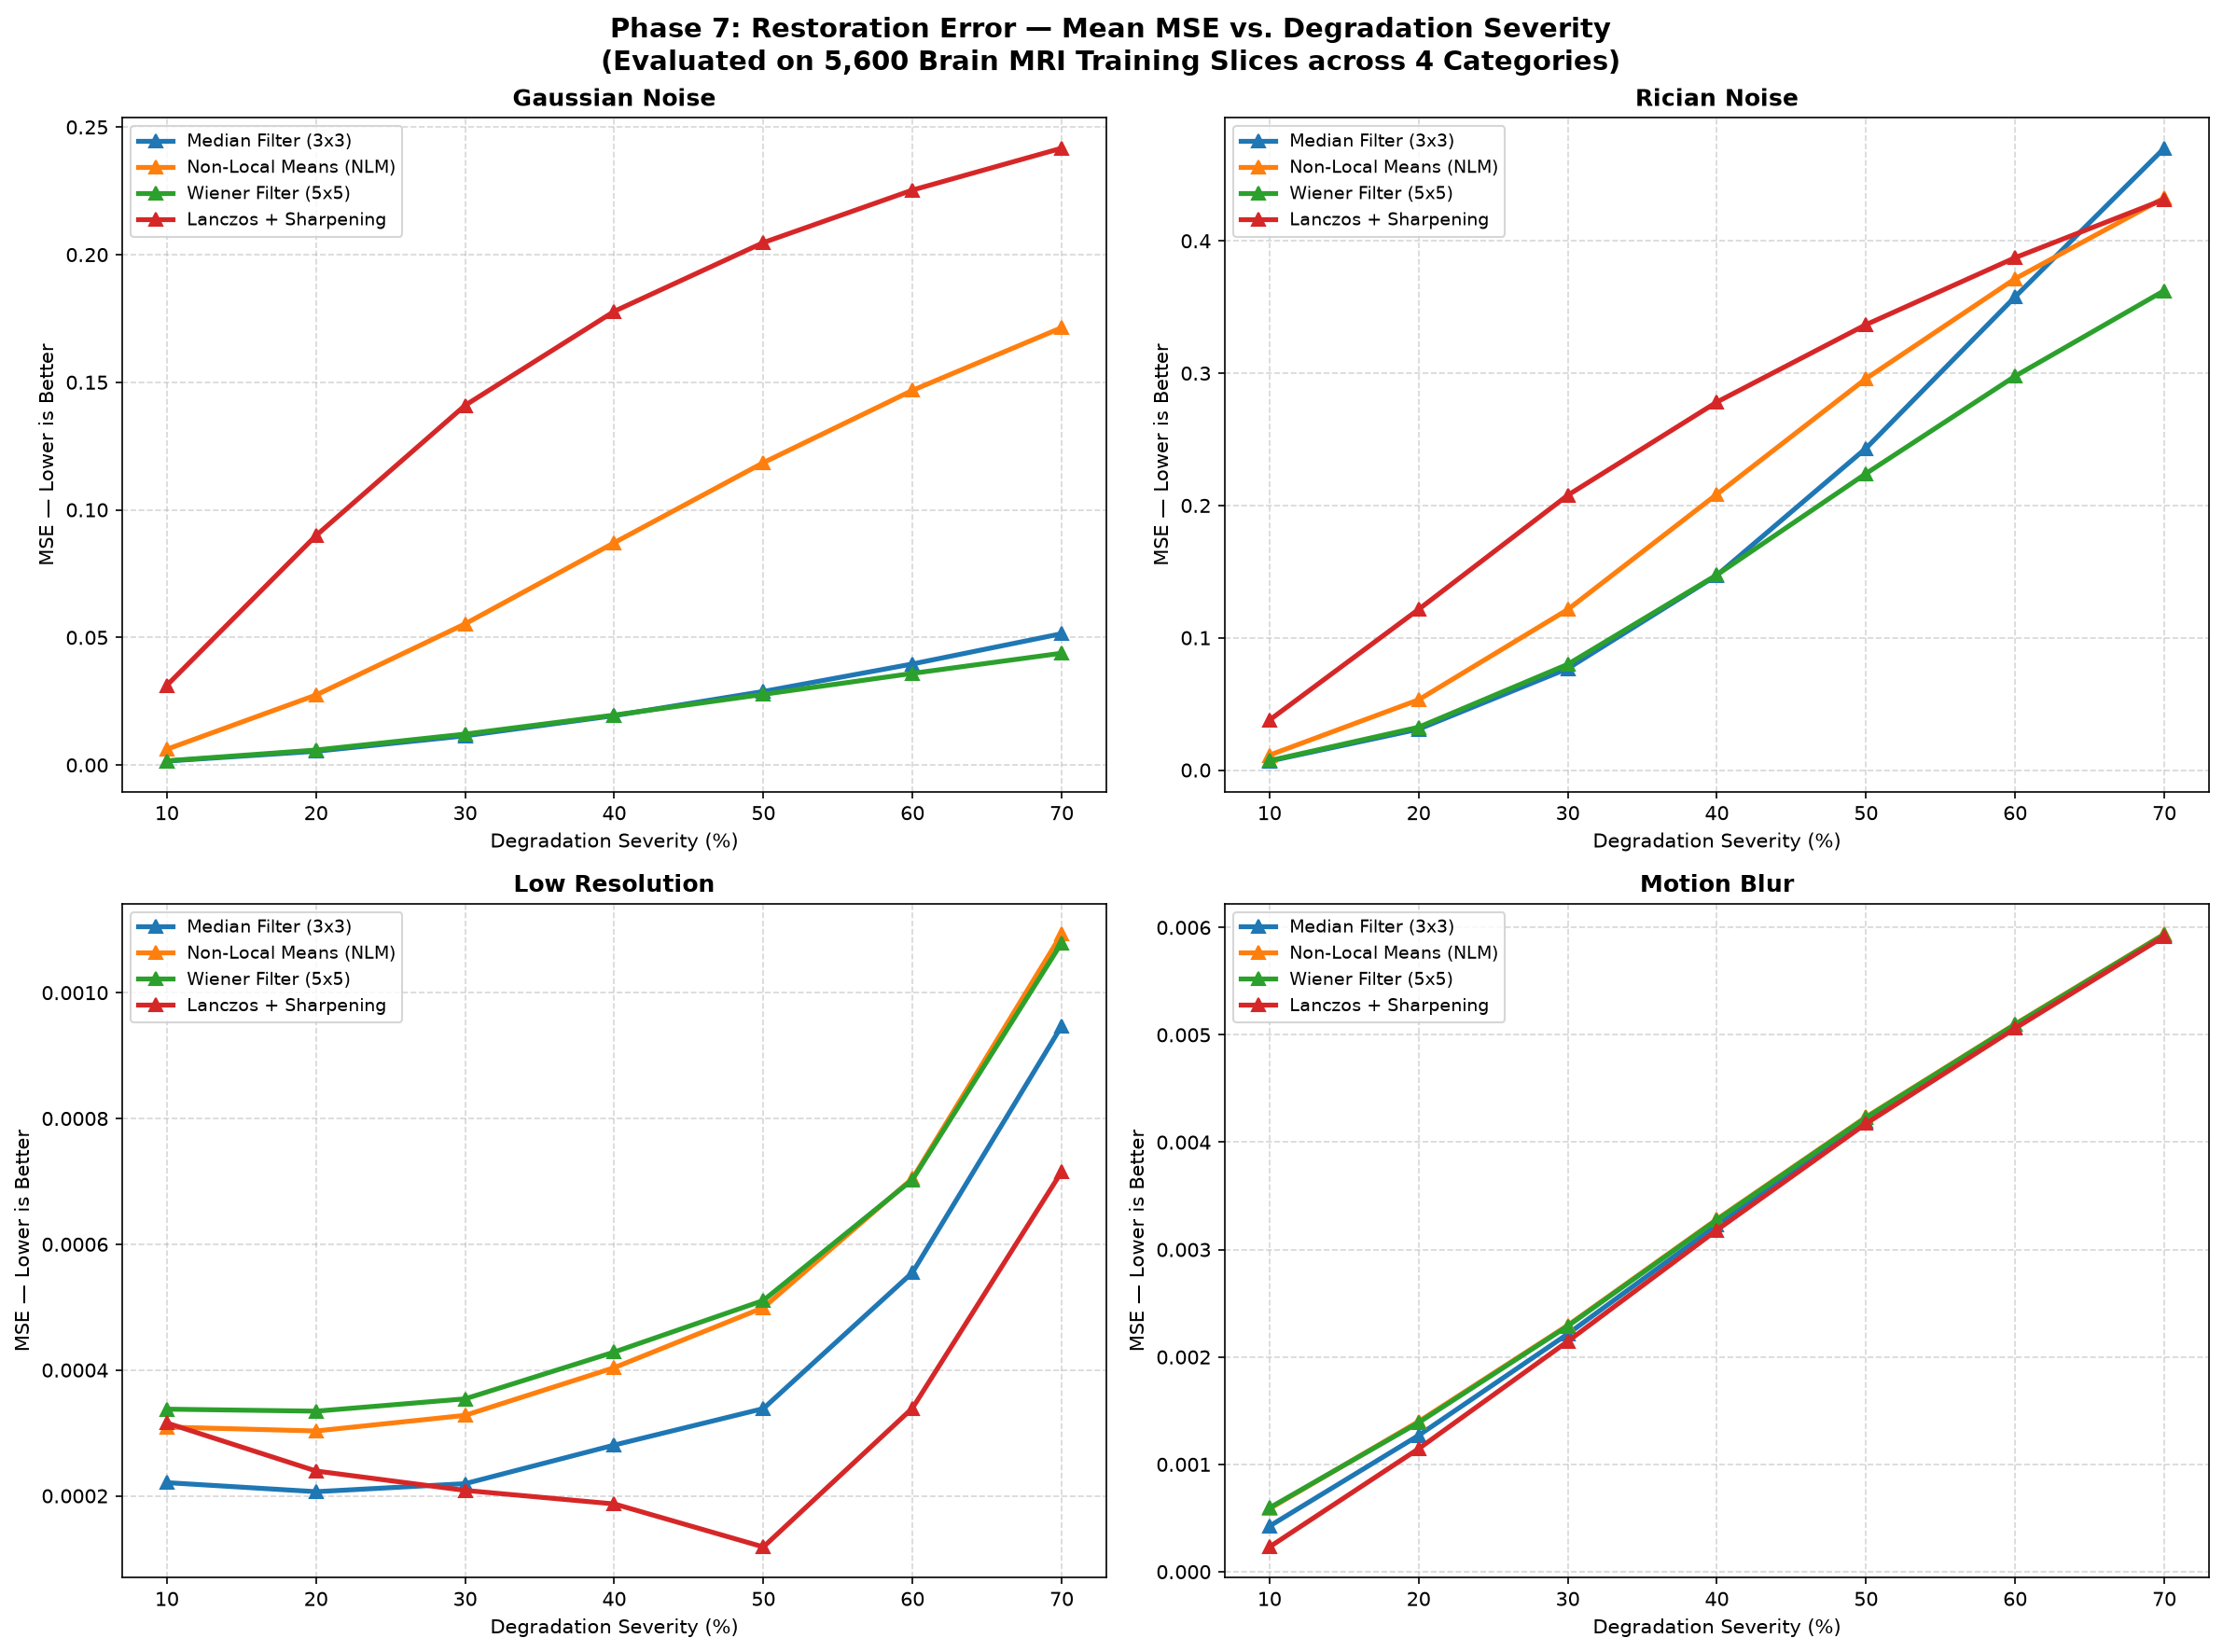 Phase 7: Restoration Error — Mean MSE vs. Degradation Severity
(Evaluated on 5,600 Brain MRI Training Slices across 4 Categories)
Gaussian Noise
Median Filter (3x3)
Non-Local Means (NLM)
Wiener Filter (5x5)
Lanczos + Sharpening
MSE — Lower is Better
0.25
0.20
0.15
0.10
0.05
0.00
10 20 30 40 50 60 70
Degradation Severity (%)
Rician Noise
Median Filter (3x3)
Non-Local Means (NLM)
Wiener Filter (5x5)
Lanczos + Sharpening
MSE — Lower is Better
0.4
0.3
0.2
0.1
0.0
10 20 30 40 50 60 70
Degradation Severity (%)
Low Resolution
Median Filter (3x3)
Non-Local Means (NLM)
Wiener Filter (5x5)
Lanczos + Sharpening
MSE — Lower is Better
0.0010
0.0008
0.0006
0.0004
0.0002
10 20 30 40 50 60 70
Degradation Severity (%)
Motion Blur
Median Filter (3x3)
Non-Local Means (NLM)
Wiener Filter (5x5)
Lanczos + Sharpening
MSE — Lower is Better
0.006
0.005
0.004
0.003
0.002
0.001
0.000
10 20 30 40 50 60 70
Degradation Severity (%)